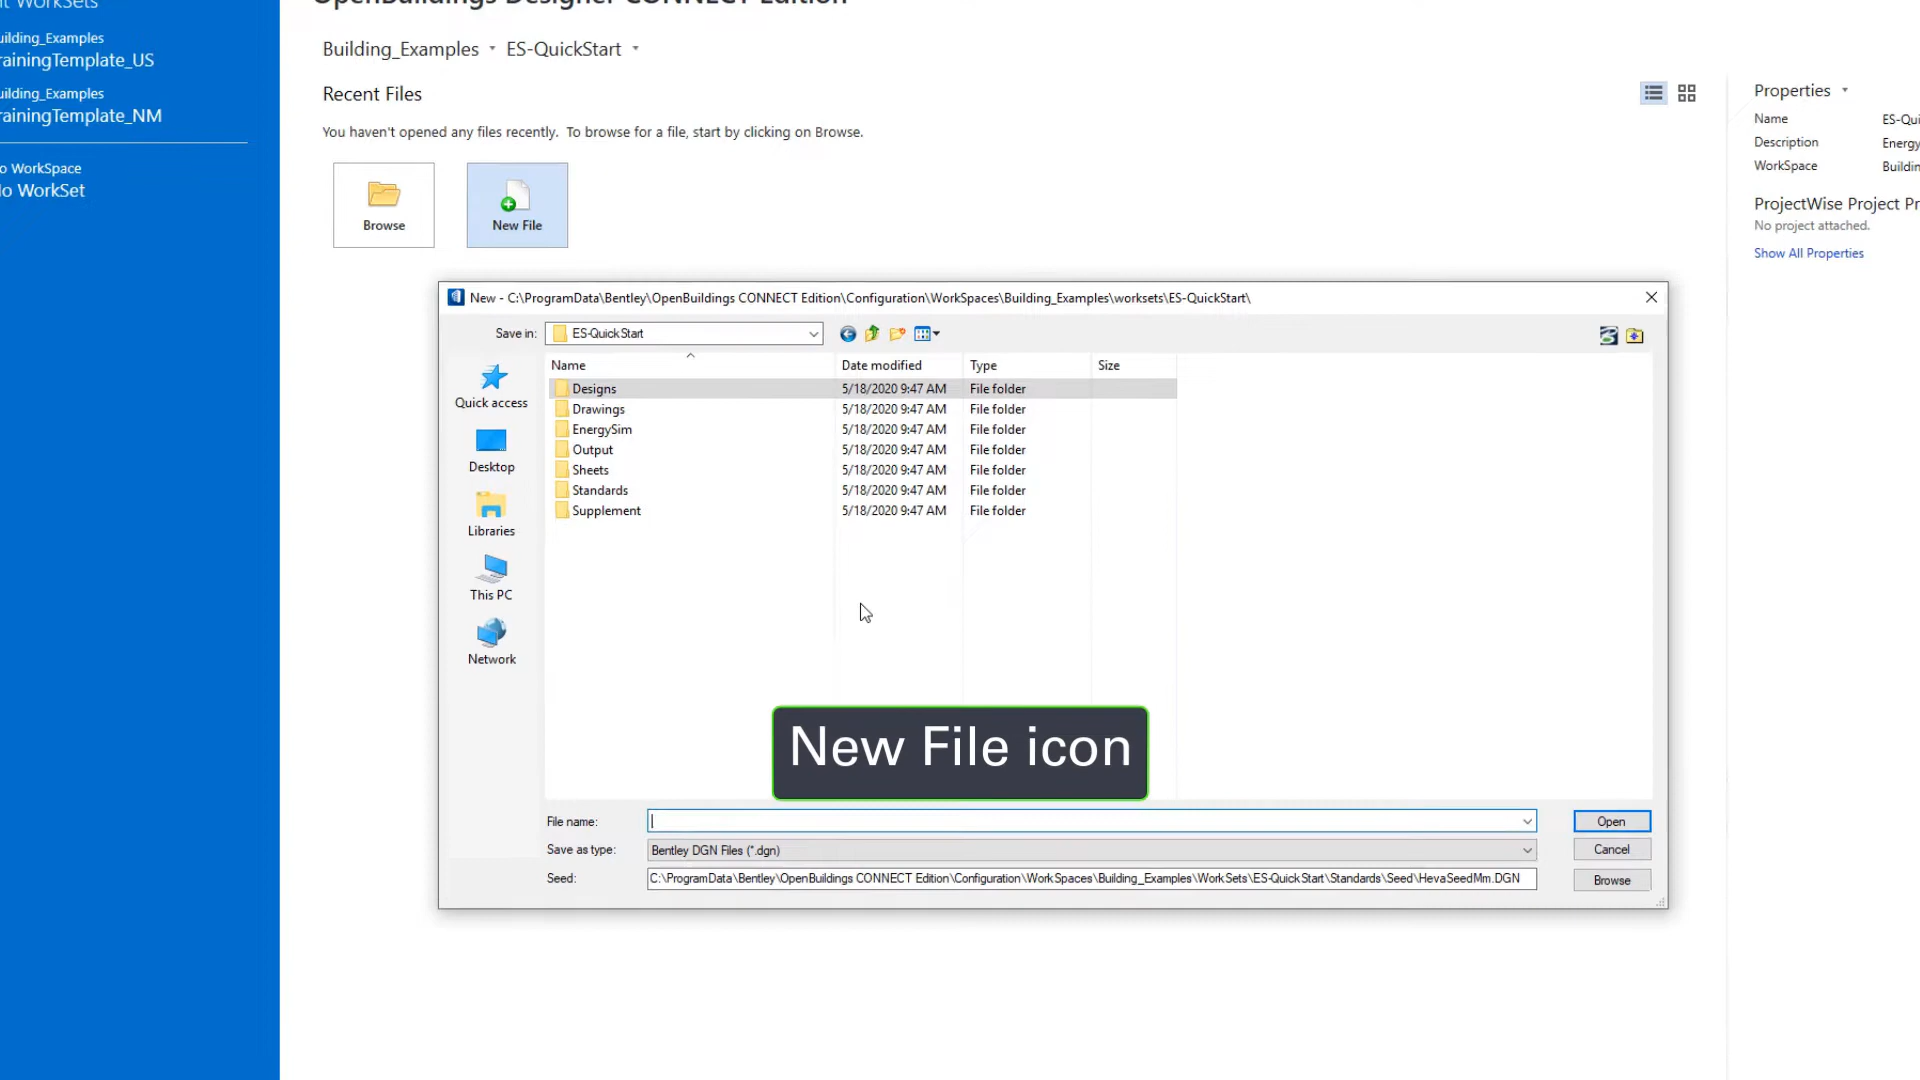 WorkSets
OpenBuildings Designer CONNECT Edition
Building_Examples ES-QuickStart
uilding_Examples
rainingTemplate_US
uilding_Examples
rainingTemplate_NM
o WorkSpace
lo WorkSet
Recent Files
You haven't opened any files recently. To browse for a file, start by clicking on Browse.
Browse
New File
Properties
Name ES-Qui
Description Energy
WorkSpace Buildin
ProjectWise Project Pr
No project attached.
Show All Properties
New - C:\ProgramData\Bentley\OpenBuildings CONNECT Edition\Configuration\WorkSpaces\Building_Examples\worksets\ES-QuickStart\
Save in: ES-QuickStart
Quick access
Desktop
Libraries
This PC
Network
Name Date modified Type Size
Designs 5/18/2020 9:47 AM File folder
Drawings 5/18/2020 9:47 AM File folder
EnergySim 5/18/2020 9:47 AM File folder
Output 5/18/2020 9:47 AM File folder
Sheets 5/18/2020 9:47 AM File folder
Standards 5/18/2020 9:47 AM File folder
Supplement 5/18/2020 9:47 AM File folder
New File icon
File name:
Open
Save as type: Bentley DGN Files (*.dgn)
Cancel
Seed: C:\ProgramData\Bentley\OpenBuildings CONNECT Edition\Configuration\WorkSpaces\Building_Examples\WorkSets\ES-QuickStart\Standards\Seed\HevaSeedMm.DGN
Browse